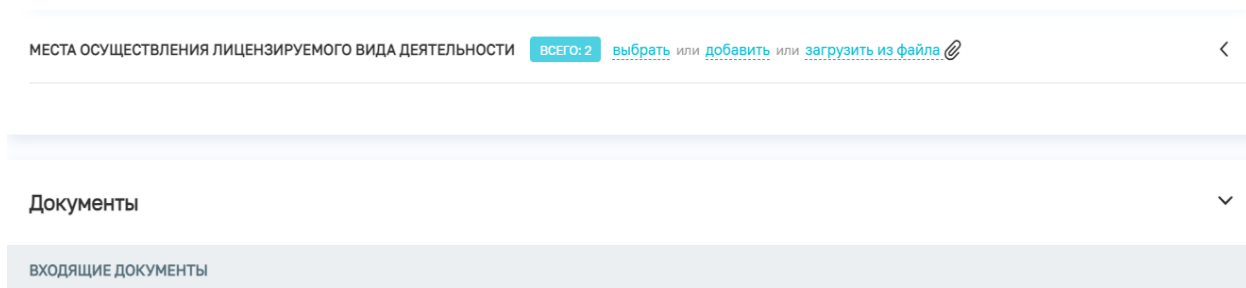 МЕСТА ОСУЩЕСТВЛЕНИЯ ЛИЦЕНЗИРУЕМОГО ВИДА ДЕЯТЕЛЬНОСТИ ВСЕГО: 2 выбрать или добавить или загрузить из файла
Документы
ВХОДЯЩИЕ ДОКУМЕНТЫ